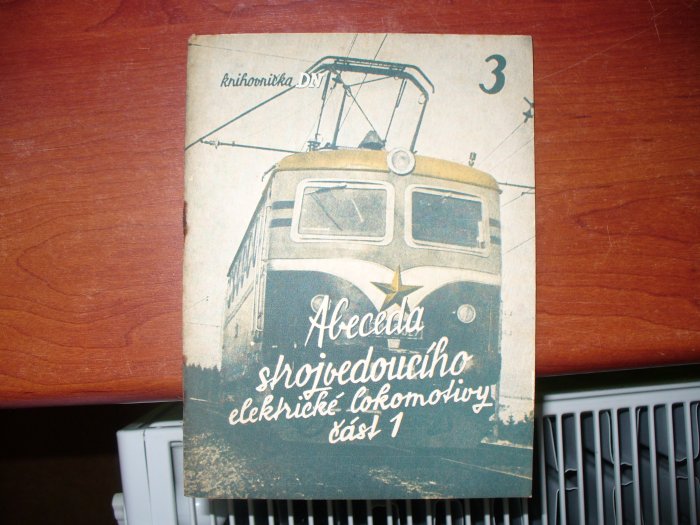 knihovnička DN
3
Abeceda
strojvedoucího
elektrické lokomotivy
část 1